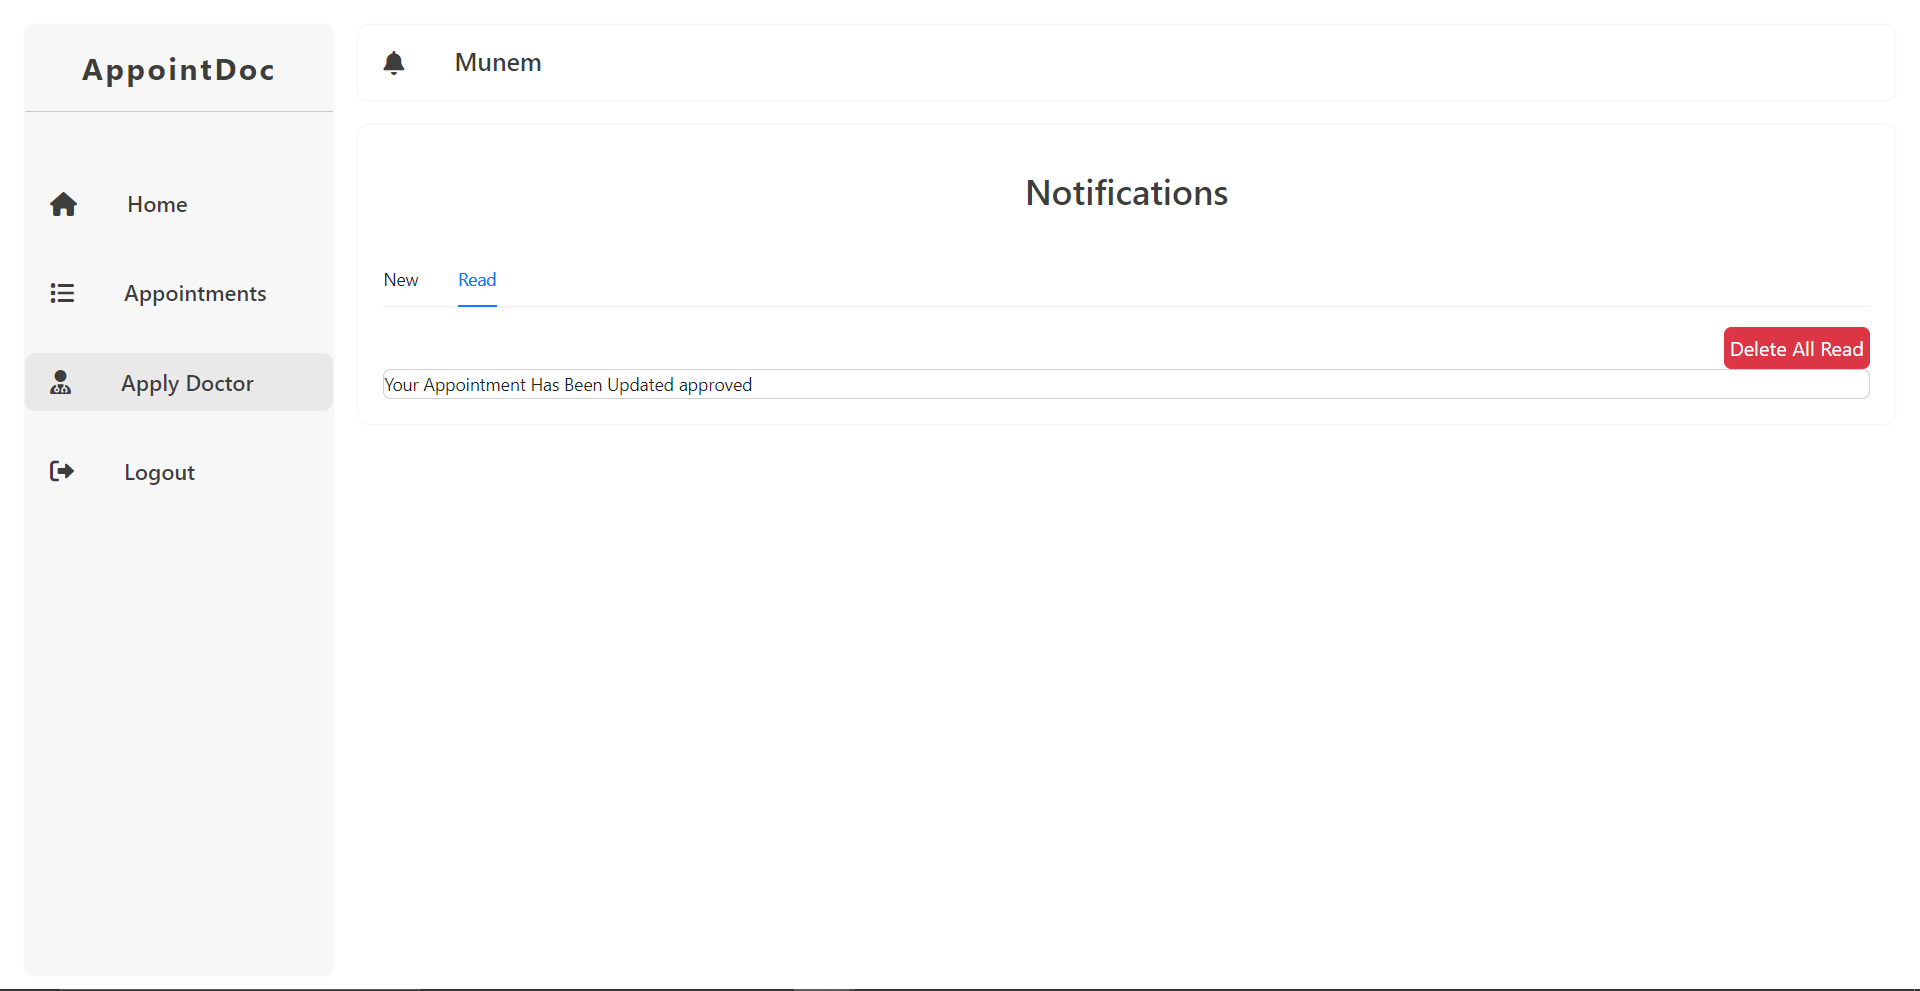 AppointDoc
Home
Appointments
Apply Doctor
Logout
Munem
Notifications
New
Read
Delete All Read
Your Appointment Has Been Updated approved